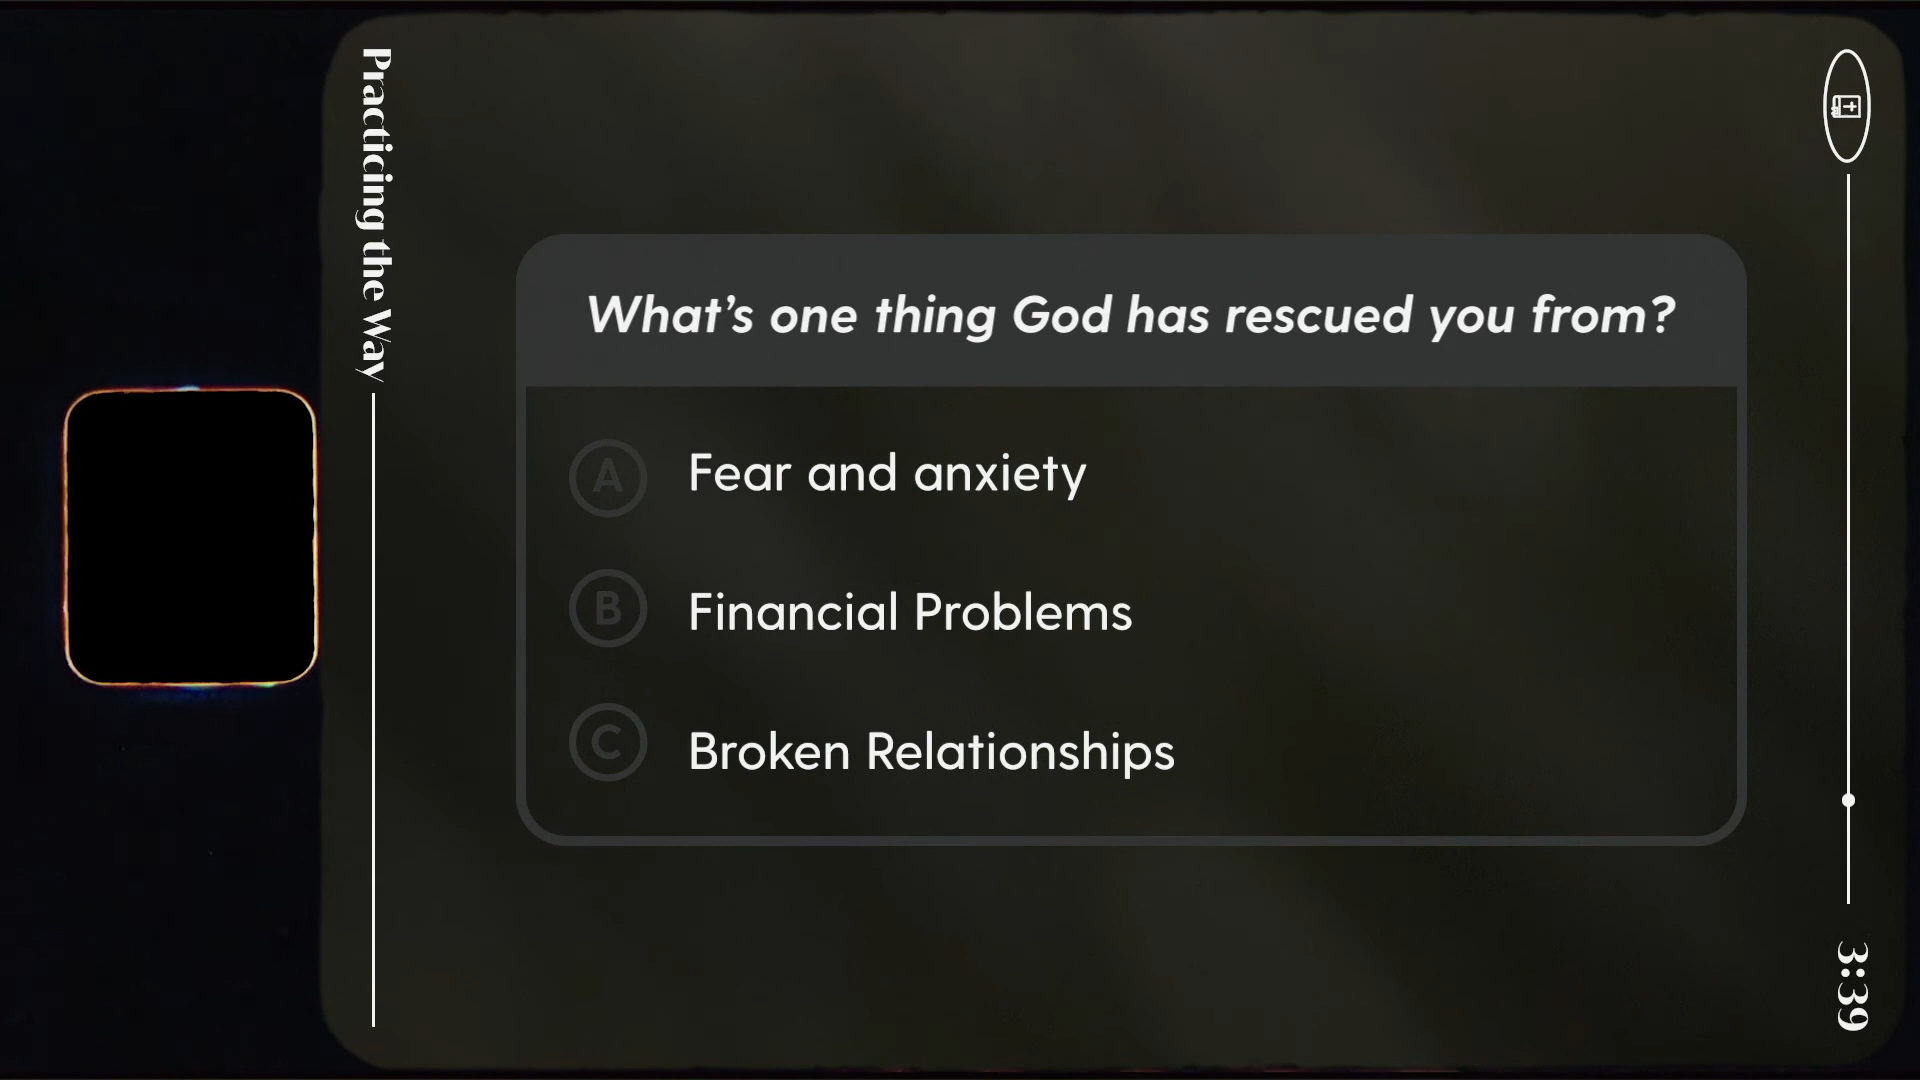 Practicing the Way
What's one thing God has rescued you from?
A Fear and anxiety
B Financial Problems
C Broken Relationships
3:39